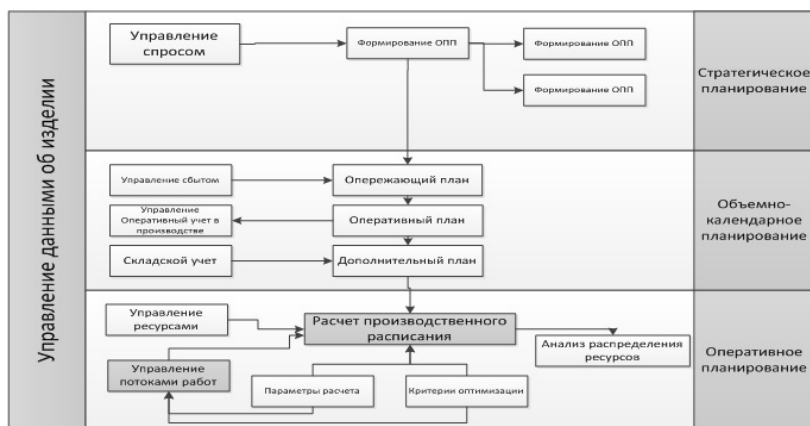 Управление данными об изделии
Управление
спросом
Формирование ОПП
Формирование ОПП
Формирование ОПП
Стратегическое
планирование
Управление сбытом
Опережающий план
Управление
Оперативный учет в
производстве
Оперативный план
Складской учет
Дополнительный план
Объемно-
календарное
планирование
Управление
ресурсами
Расчет производственного
расписания
Анализ распределения
ресурсов
Управление
потоками работ
Параметры расчета
Критерии оптимизации
Оперативное
планирование